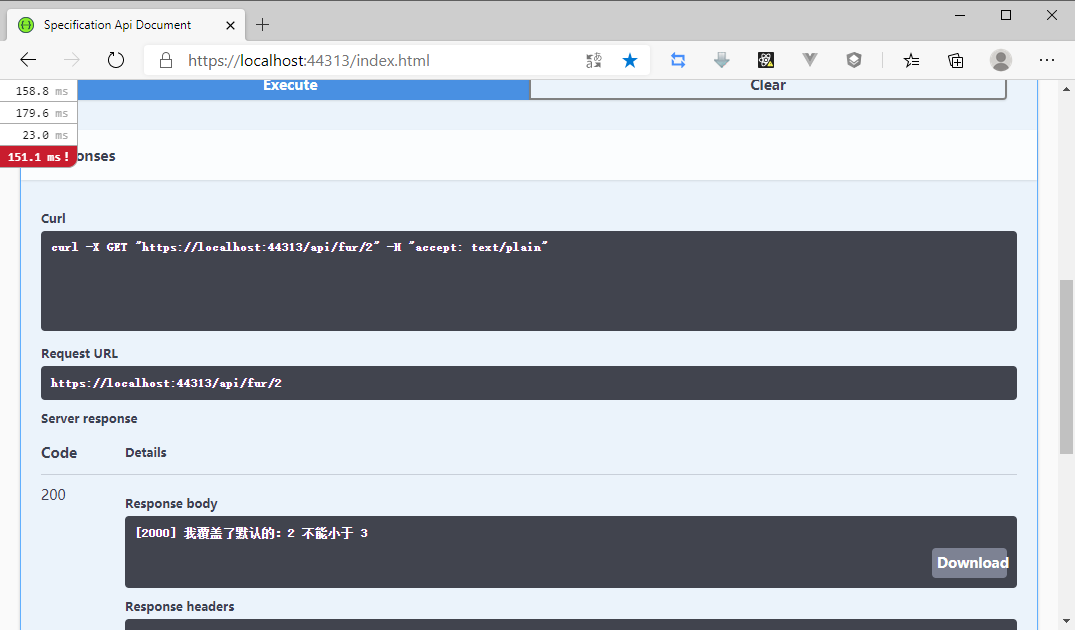 Specification Api Document
https://localhost:44313/index.html
158.8 ms
179.6 ms
23.0 ms
151.1 ms !
Execute
Clear
onses
Curl
curl -X GET "https://localhost:44313/api/fur/2" -H "accept: text/plain"
Request URL
https://localhost:44313/api/fur/2
Server response
Code
Details
200
Response body
[2000] 我覆盖了默认的：2 不能小于 3
Download
Response headers